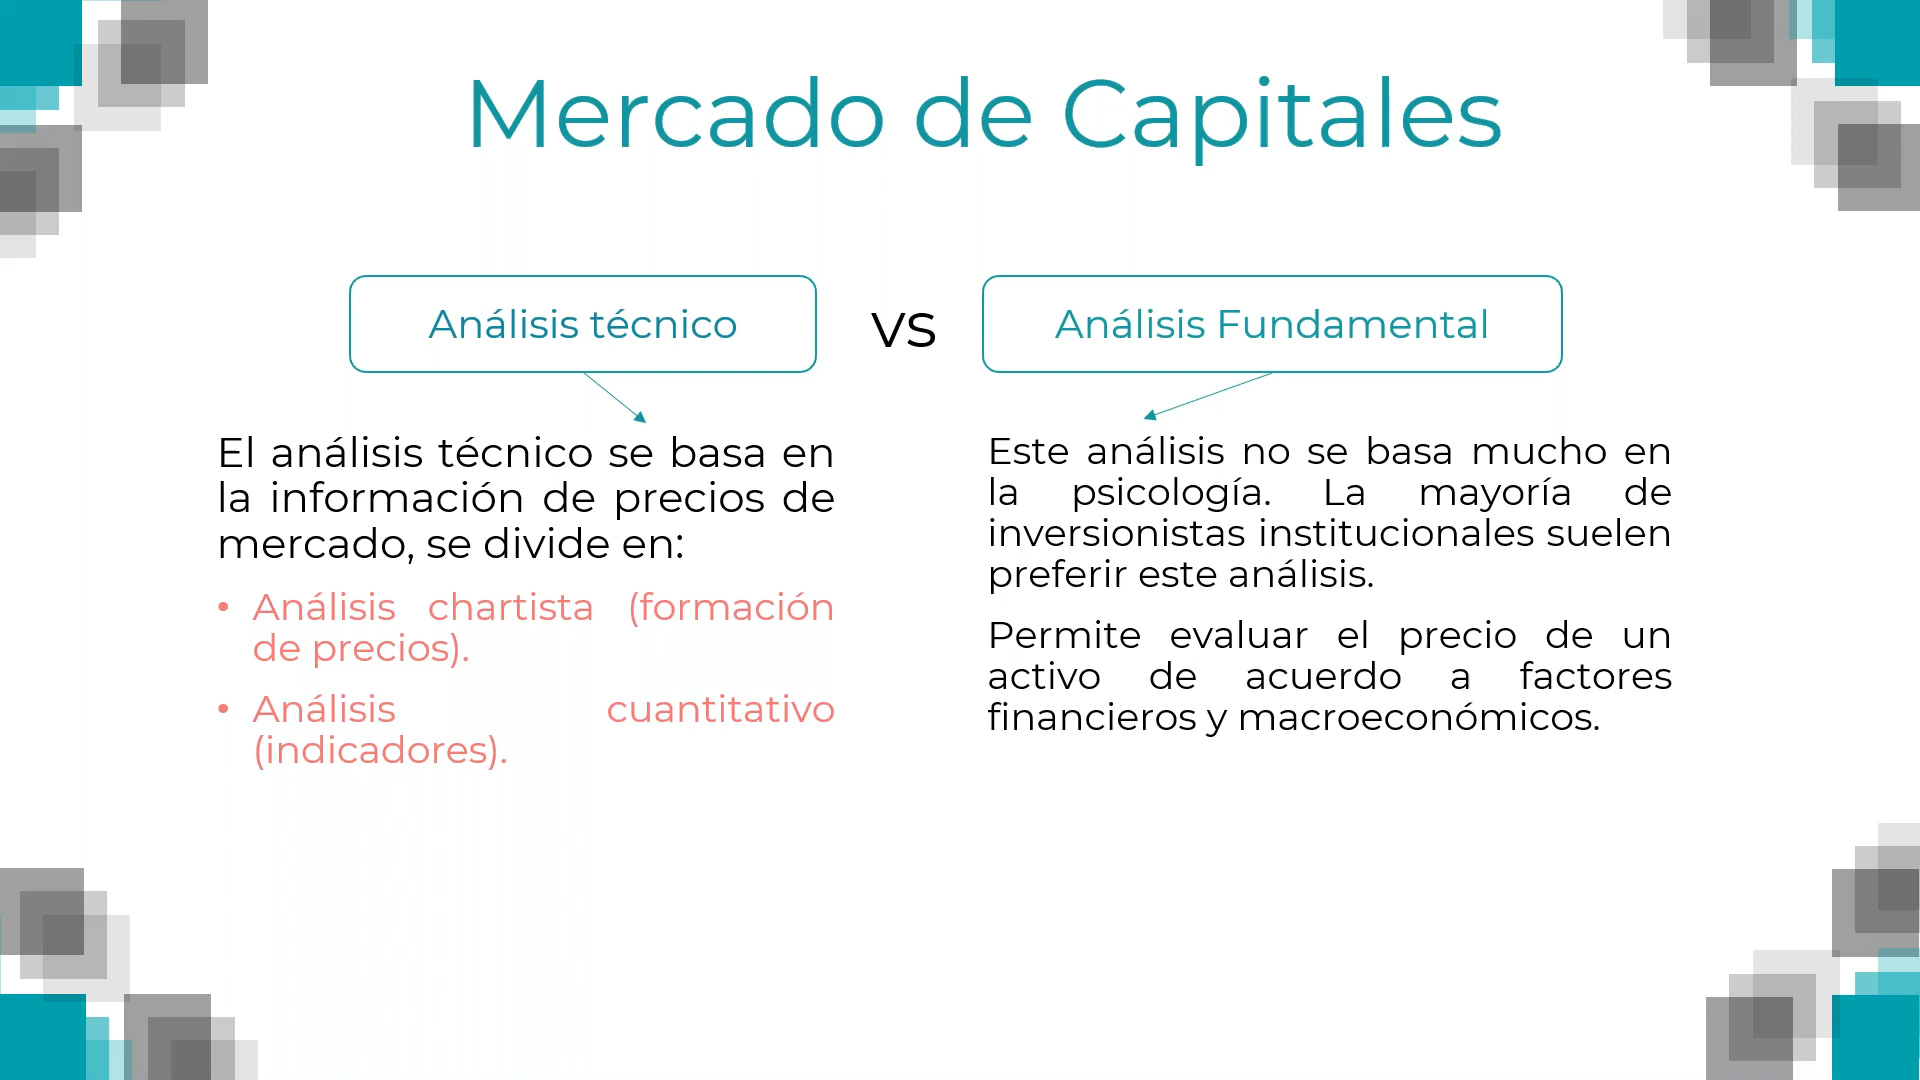 Mercado de Capitales
Análisis técnico
vs
Análisis Fundamental
El análisis técnico se basa en
la información de precios de
mercado, se divide en:
• Análisis chartista (formación
de precios).
• Análisis cuantitativo
(indicadores).
Este análisis no se basa mucho en
la psicología. La mayoría de
inversionistas institucionales suelen
preferir este análisis.
Permite evaluar el precio de un
activo de acuerdo a factores
financieros y macroeconómicos.